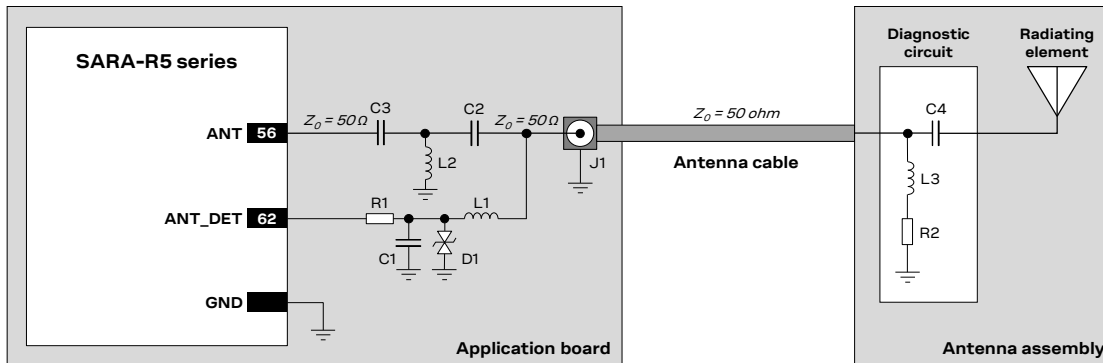 SARA-R5 series
ANT 56
ANT_DET 62
GND
Z0 = 50 Ω
C3
C2
Z0 = 50 Ω
L2
R1
C1
D1
L1
J1
Application board
Z0 = 50 ohm
Antenna cable
Diagnostic
circuit
Radiating
element
C4
L3
R2
Antenna assembly